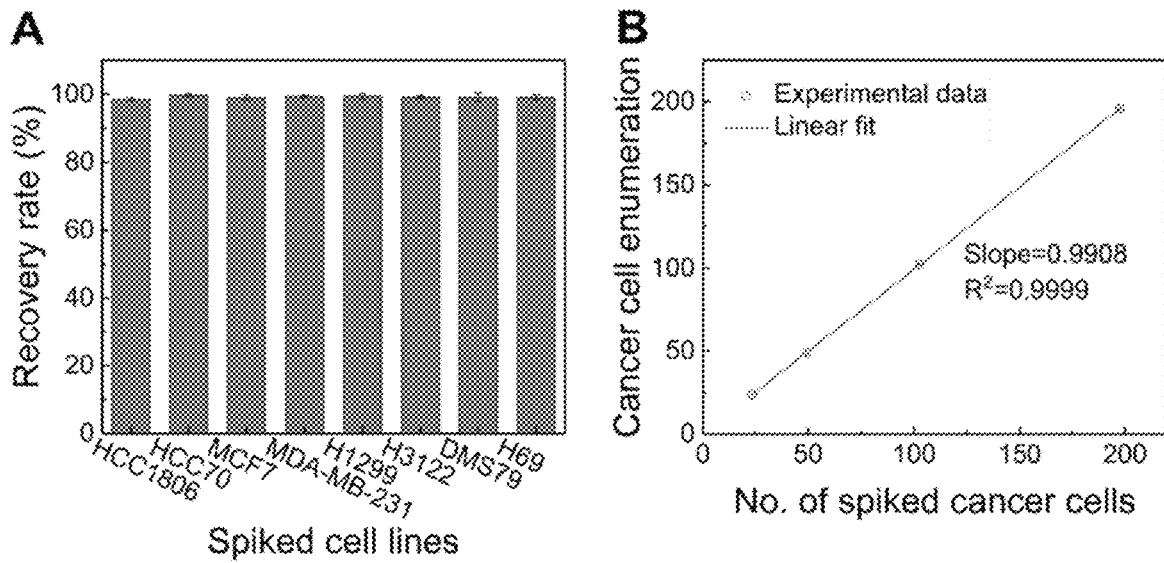 A
Recovery rate (%)
100
80
60
40
20
0
HCC1806
HCC70
MCF7
MDA-MB-231
H1299
H3122
DMS79
H69
Spiked cell lines
B
Cancer cell enumeration
200
150
100
50
0
Experimental data
Linear fit
Slope=0.9908
R²=0.9999
0
50
100
150
200
No. of spiked cancer cells